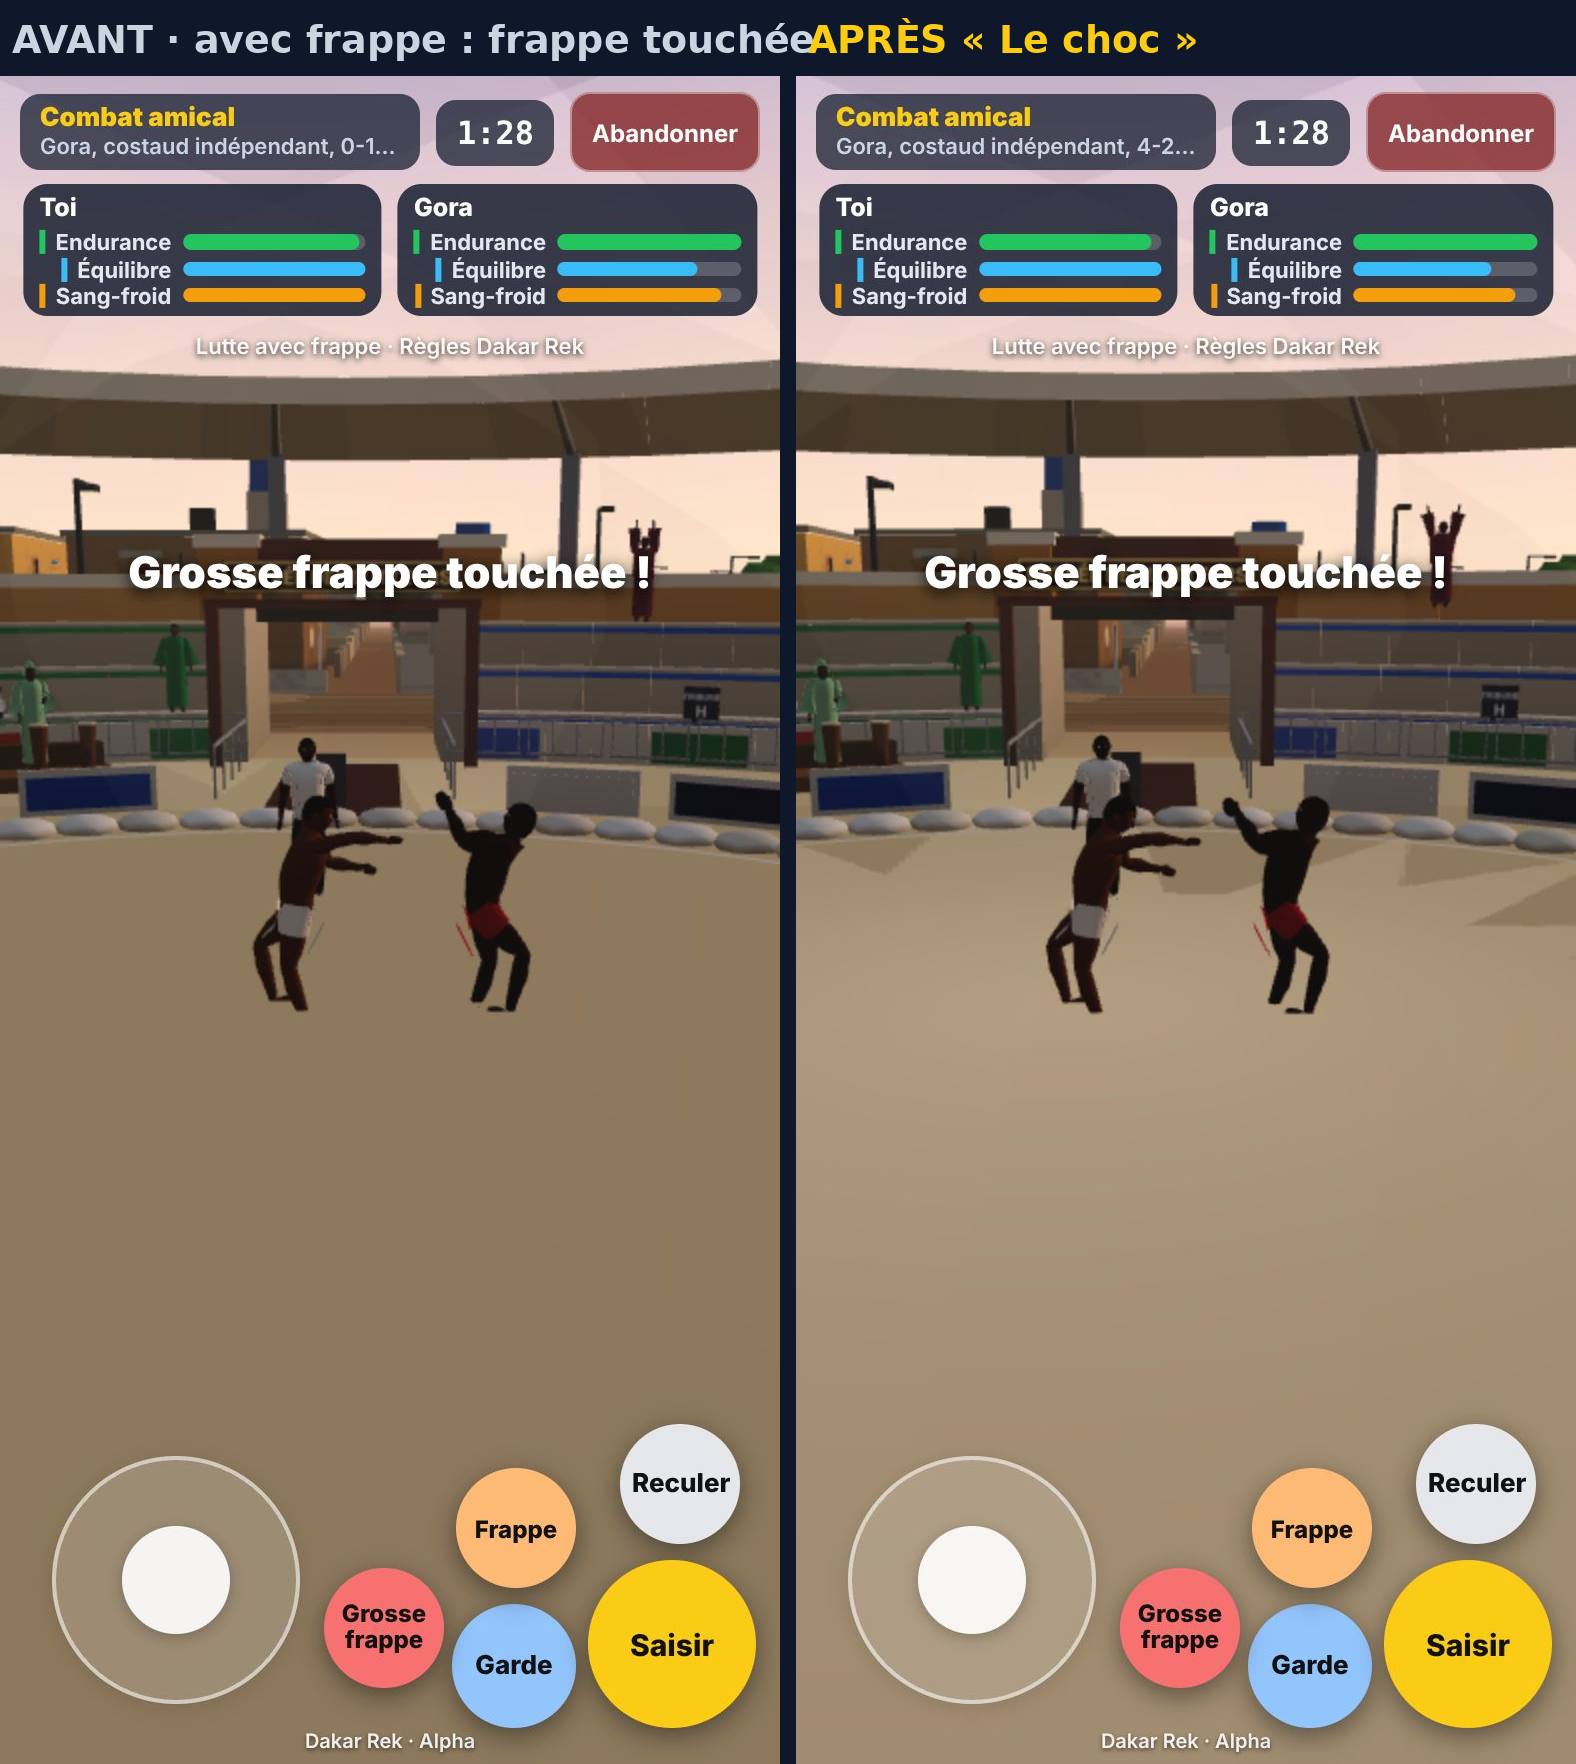 AVANT · avec frappe : frappe touchée
APRÈS « Le choc »
Combat amical
Gora, costaud indépendant, 0-1...
1:28
Abandonner
Toi
Endurance
Équilibre
Sang-froid
Gora
Endurance
Équilibre
Sang-froid
Lutte avec frappe · Règles Dakar Rek
Grosse frappe touchée !
H
Reculer
Frappe
Grosse
frappe
Garde
Saisir
Dakar Rek · Alpha
Combat amical
Gora, costaud indépendant, 4-2...
1:28
Abandonner
Toi
Endurance
Équilibre
Sang-froid
Gora
Endurance
Équilibre
Sang-froid
Lutte avec frappe · Règles Dakar Rek
Grosse frappe touchée !
H
Reculer
Frappe
Grosse
frappe
Garde
Saisir
Dakar Rek · Alpha